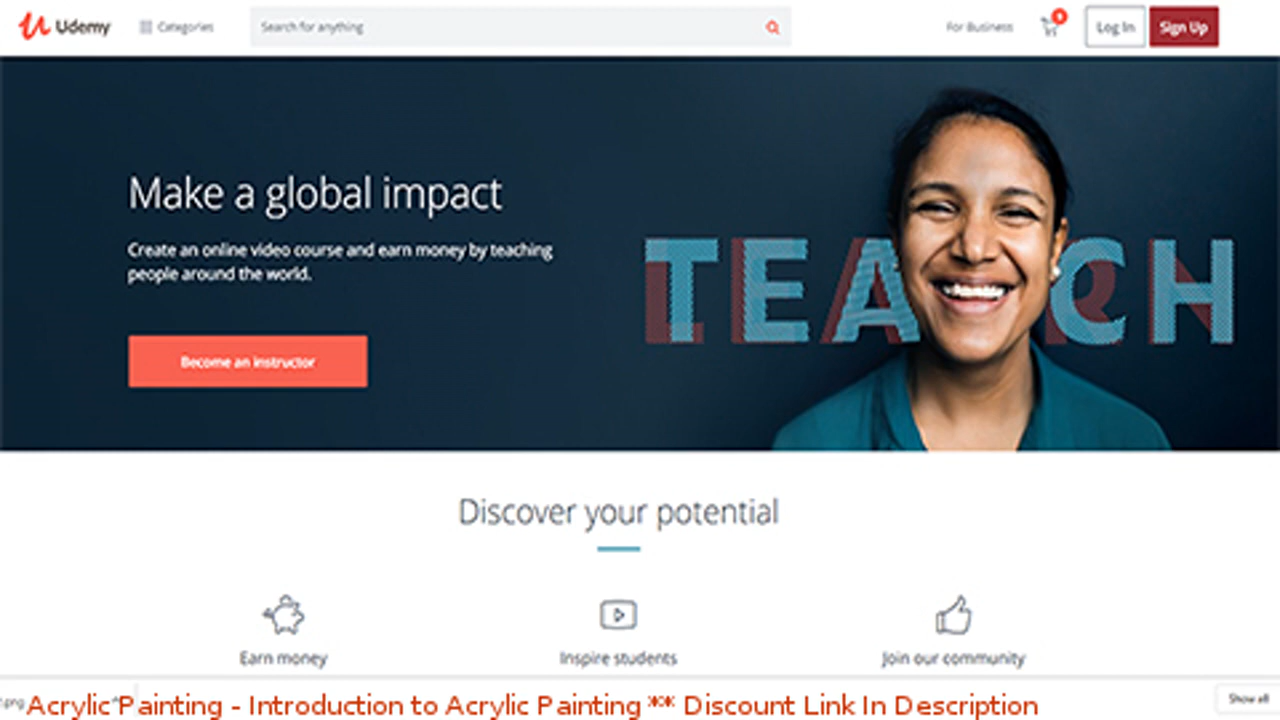 Udemy Categories Search for anything For Business Log In Sign Up
Make a global impact
Create an online video course and earn money by teaching
people around the world.
TEACH
Become an instructor
Discover your potential
Earn money Inspire students Join our community
Acrylic Painting - Introduction to Acrylic Painting ** Discount Link In Description
Show all